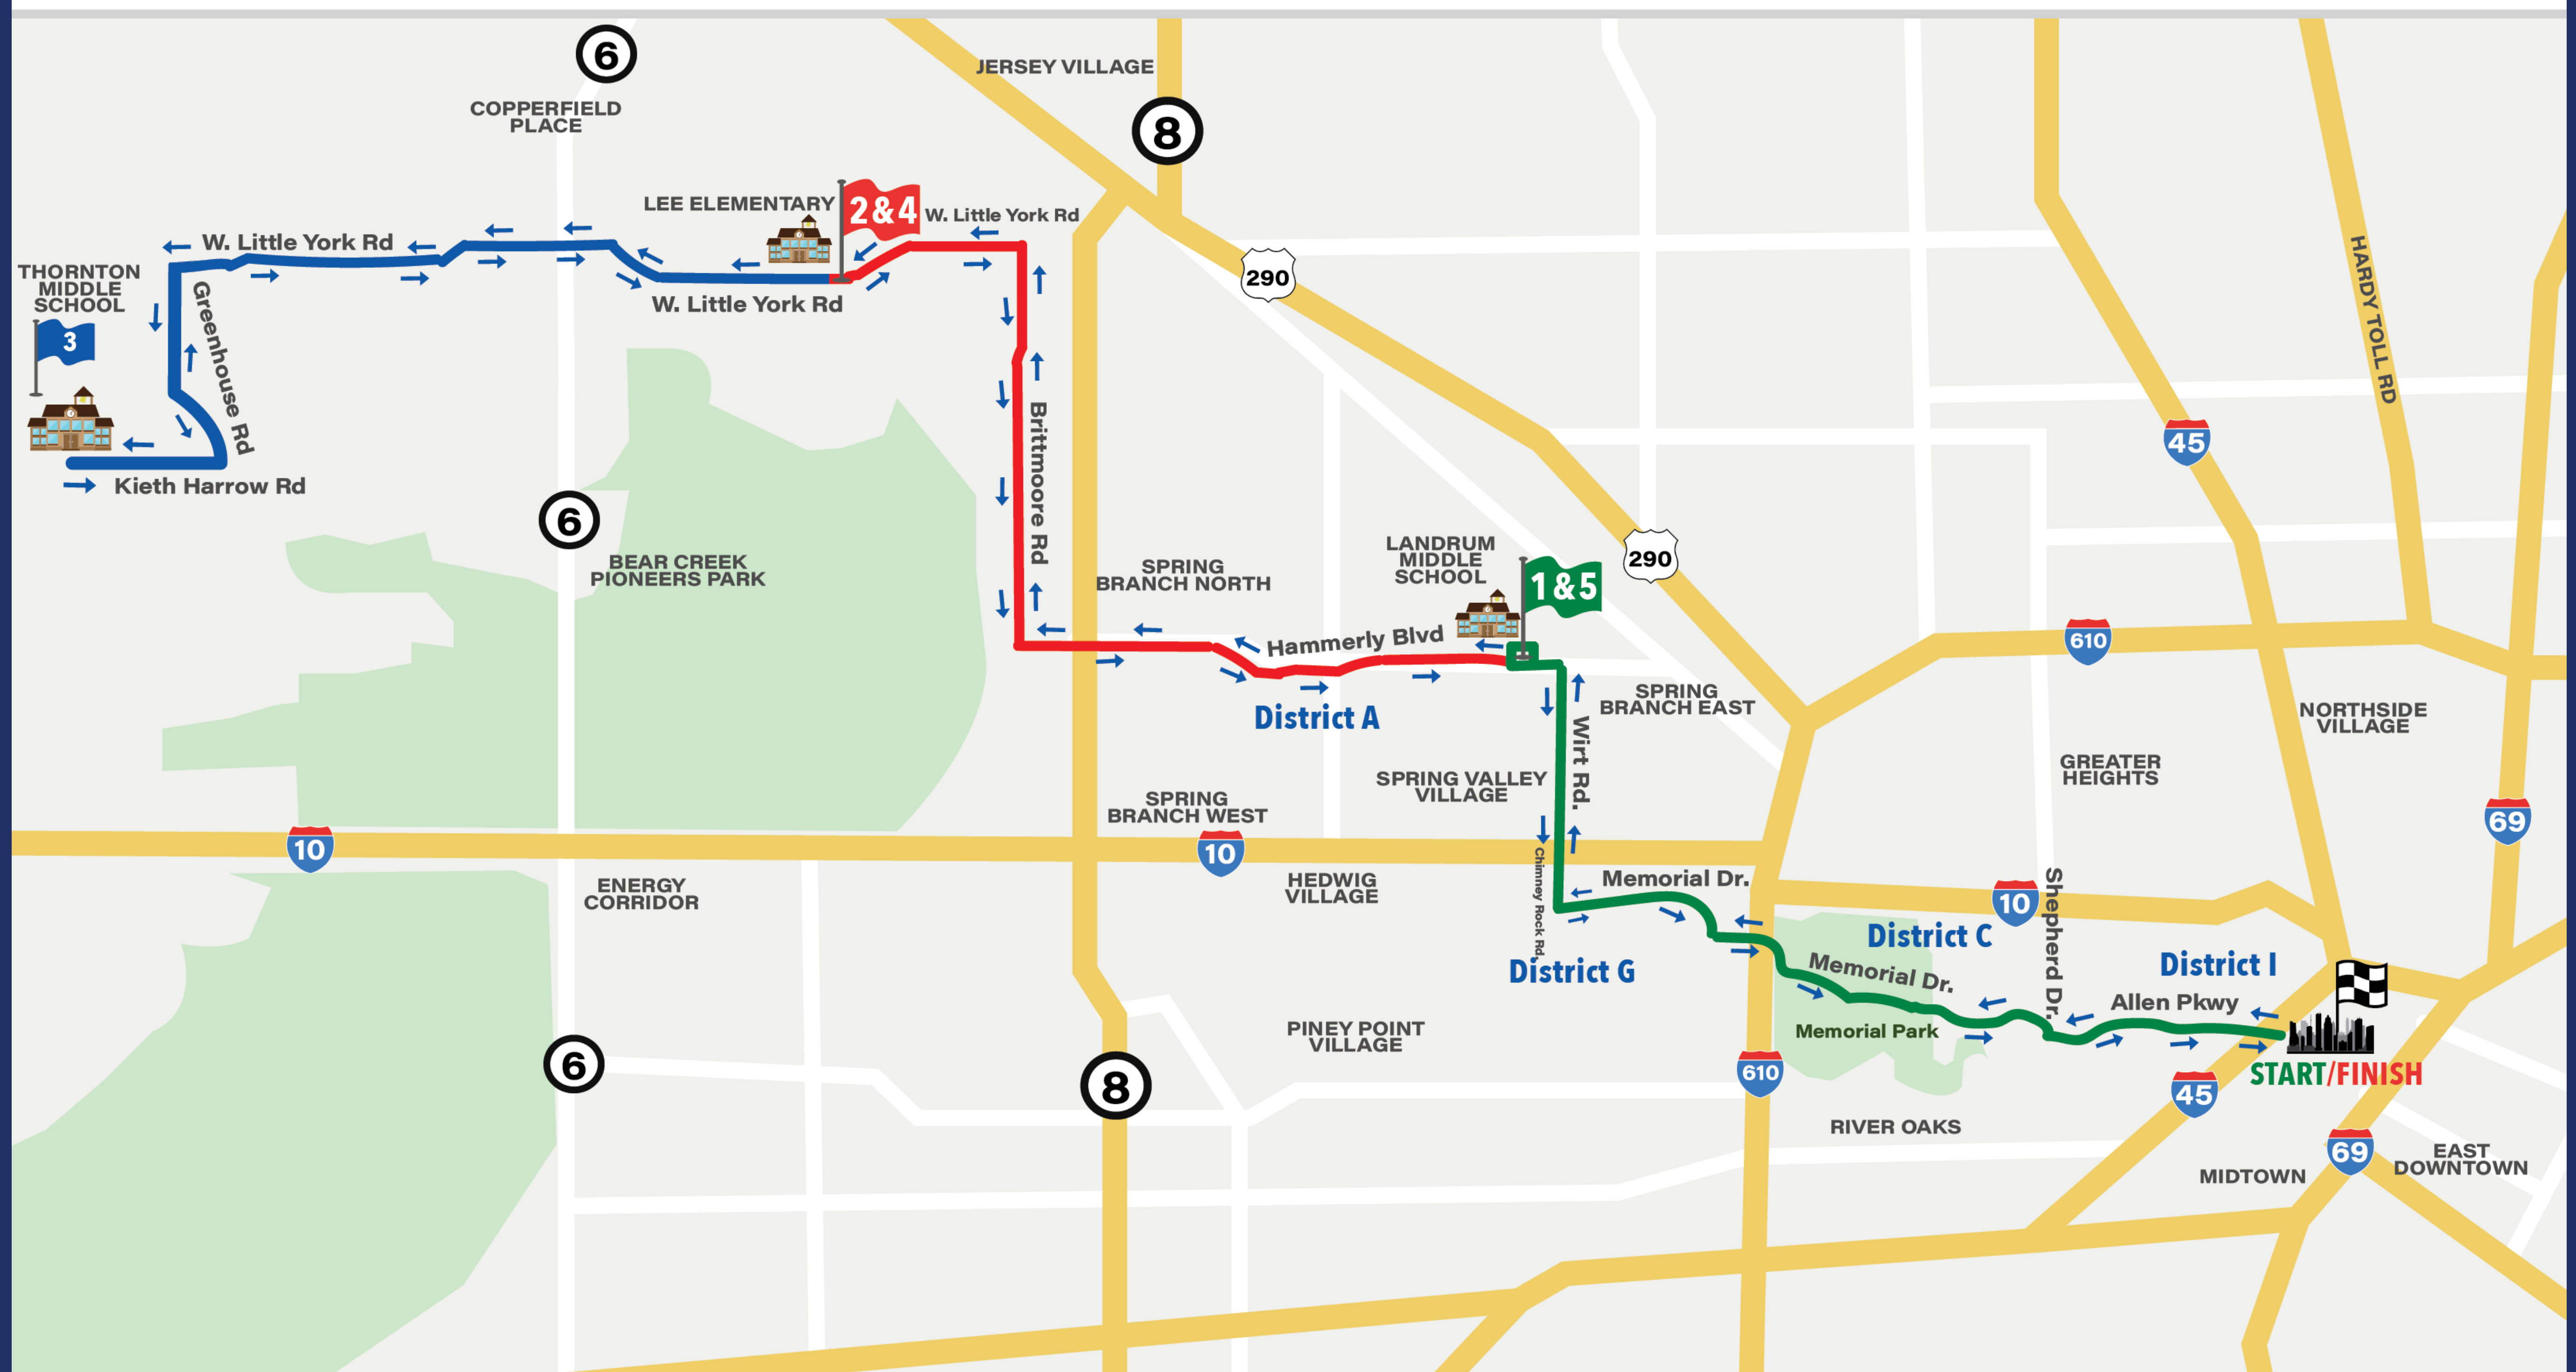 6
JERSEY VILLAGE
COPPERFIELD
PLACE
8
LEE ELEMENTARY
2&4
W. Little York Rd
W. Little York Rd
THORNTON
MIDDLE
SCHOOL
3
Greenhouse Rd
W. Little York Rd
Kieth Harrow Rd
290
HARDY TOLL RD
45
Brittmoore Rd
6
BEAR CREEK
PIONEERS PARK
SPRING
BRANCH NORTH
LANDRUM
MIDDLE
SCHOOL
1&5
290
Hammerly Blvd
610
District A
SPRING
BRANCH EAST
Wirt Rd.
NORTHSIDE
VILLAGE
SPRING VALLEY
VILLAGE
GREATER
HEIGHTS
SPRING
BRANCH WEST
69
10
10
ENERGY
CORRIDOR
HEDWIG
VILLAGE
Chimney Rock Rd.
Memorial Dr.
10
Shepherd Dr.
District C
District G
Memorial Dr.
District I
Allen Pkwy
Memorial Park
PINEY POINT
VILLAGE
6
8
610
START/FINISH
45
RIVER OAKS
69
MIDTOWN
EAST
DOWNTOWN